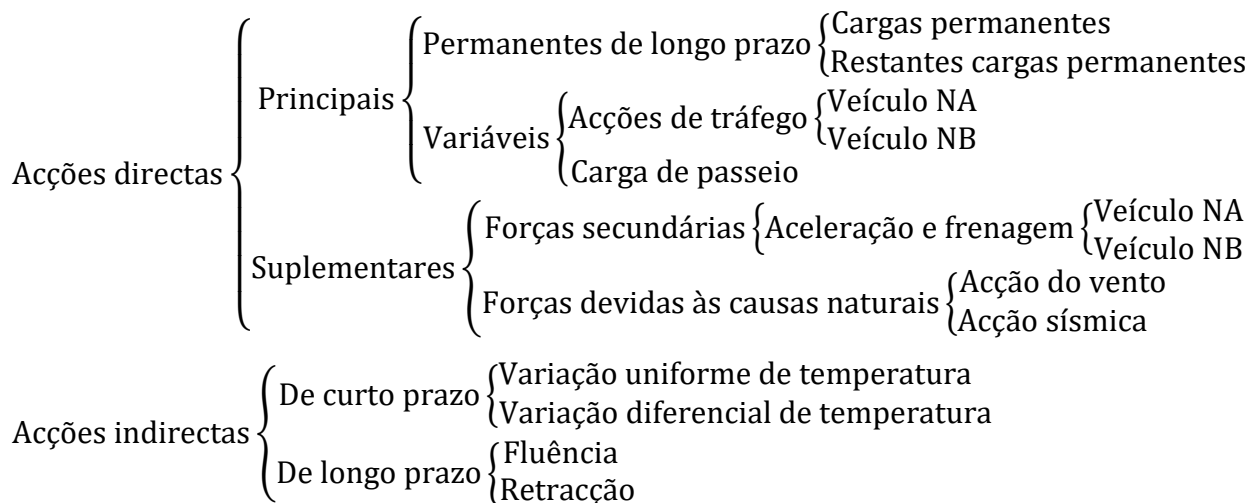 Acções directas
Principais
Permanentes de longo prazo
Cargas permanentes
Restantes cargas permanentes
Variáveis
Acções de tráfego
Veículo NA
Veículo NB
Carga de passeio
Suplementares
Forças secundárias
Aceleração e frenagem
Veículo NA
Veículo NB
Forças devidas às causas naturais
Acção do vento
Acção sísmica
Acções indirectas
De curto prazo
Variação uniforme de temperatura
Variação diferencial de temperatura
De longo prazo
Fluência
Retracção